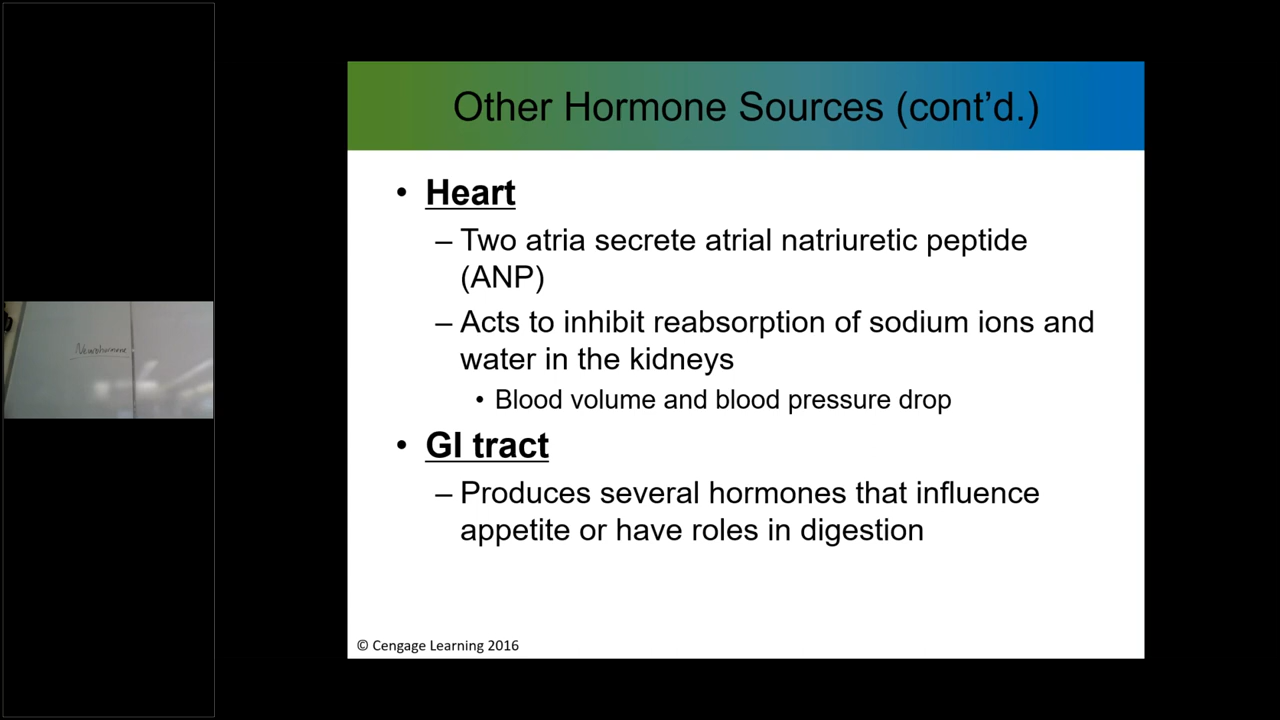 Other Hormone Sources (cont’d.)
• Heart
– Two atria secrete atrial natriuretic peptide
(ANP)
– Acts to inhibit reabsorption of sodium ions and
water in the kidneys
• Blood volume and blood pressure drop
• GI tract
– Produces several hormones that influence
appetite or have roles in digestion
© Cengage Learning 2016